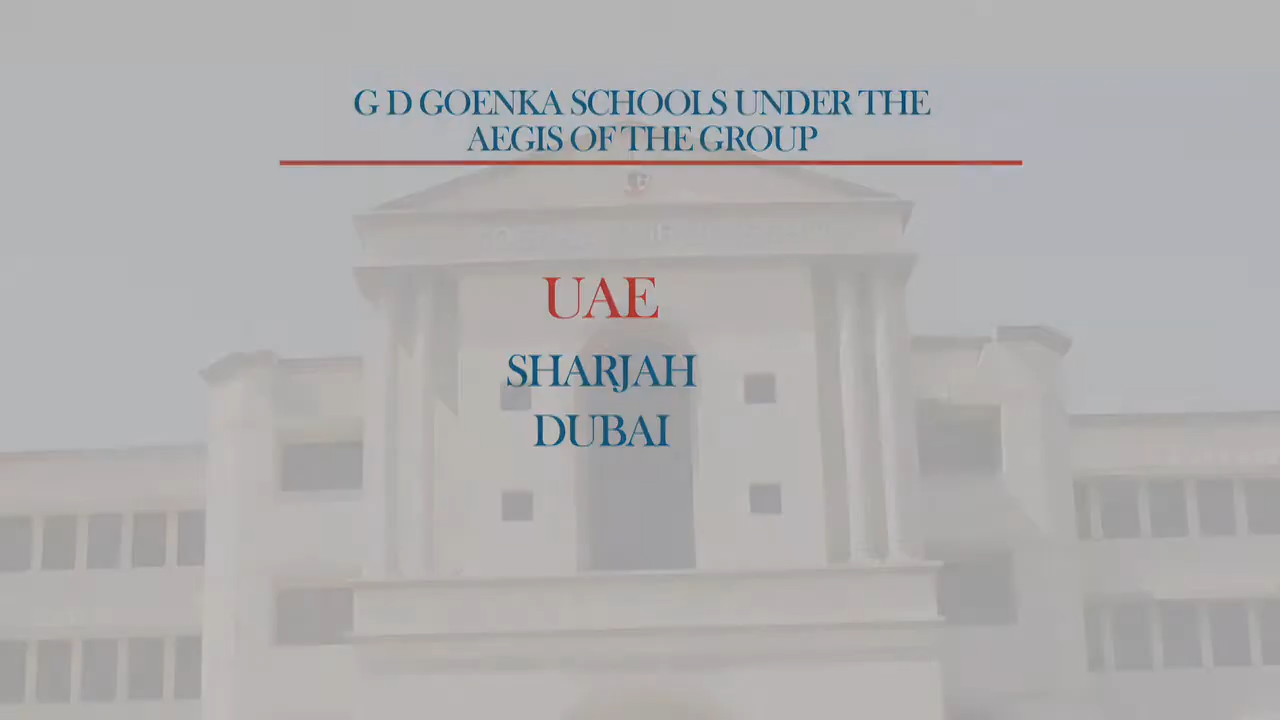 G D GOENKA SCHOOLS UNDER THE
AEGIS OF THE GROUP
UAE
SHARJAH
DUBAI